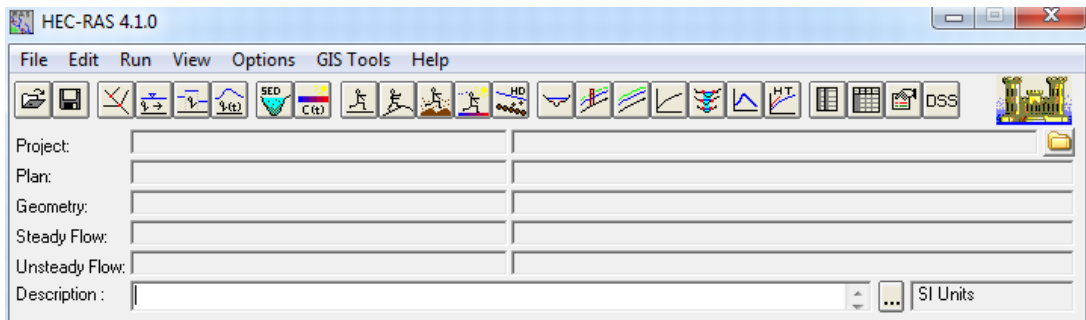 HEC-RAS 4.1.0
File Edit Run View Options GIS Tools Help
SED C(t) HD HT DSS
Project:
Plan:
Geometry:
Steady Flow:
Unsteady Flow:
Description : ... SI Units